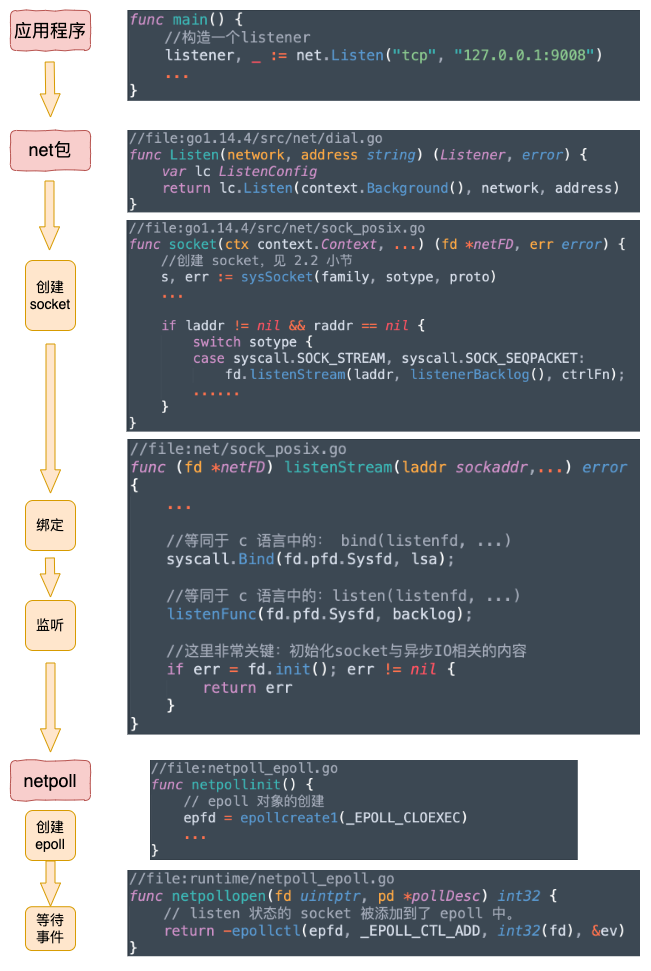 应用程序
func main() {
//构造一个listener
listener, _ := net.Listen("tcp", "127.0.0.1:9008")
...
}
net包
//file:go1.14.4/src/net/dial.go
func Listen(network, address string) (Listener, error) {
var lc ListenConfig
return lc.Listen(context.Background(), network, address)
}
创建
socket
//file:go1.14.4/src/net/sock_posix.go
func socket(ctx context.Context, ...) (fd *netFD, err error) {
//创建 socket，见 2.2 小节
s, err := sysSocket(family, sotype, proto)
...
if laddr != nil && raddr == nil {
switch sotype {
case syscall.SOCK_STREAM, syscall.SOCK_SEQPACKET:
fd.listenStream(laddr, listenerBacklog(), ctrlFn);
......
}
}
绑定
监听
//file:net/sock_posix.go
func (fd *netFD) listenStream(laddr sockaddr,...) error
{
...
//等同于 c 语言中的： bind(listenfd, ...)
syscall.Bind(fd.pfd.Sysfd, lsa);
//等同于 c 语言中的：listen(listenfd, ...)
listenFunc(fd.pfd.Sysfd, backlog);
//这里非常关键：初始化socket与异步IO相关的内容
if err = fd.init(); err != nil {
return err
}
}
netpoll
创建
epoll
//file:netpoll_epoll.go
func netpollinit() {
// epoll 对象的创建
epfd = epollcreate1(_EPOLL_CLOEXEC)
...
}
等待
事件
//file:runtime/netpoll_epoll.go
func netpollopen(fd uintptr, pd *pollDesc) int32 {
// listen 状态的 socket 被添加到了 epoll 中。
return -epollctl(epfd, _EPOLL_CTL_ADD, int32(fd), &ev)
}